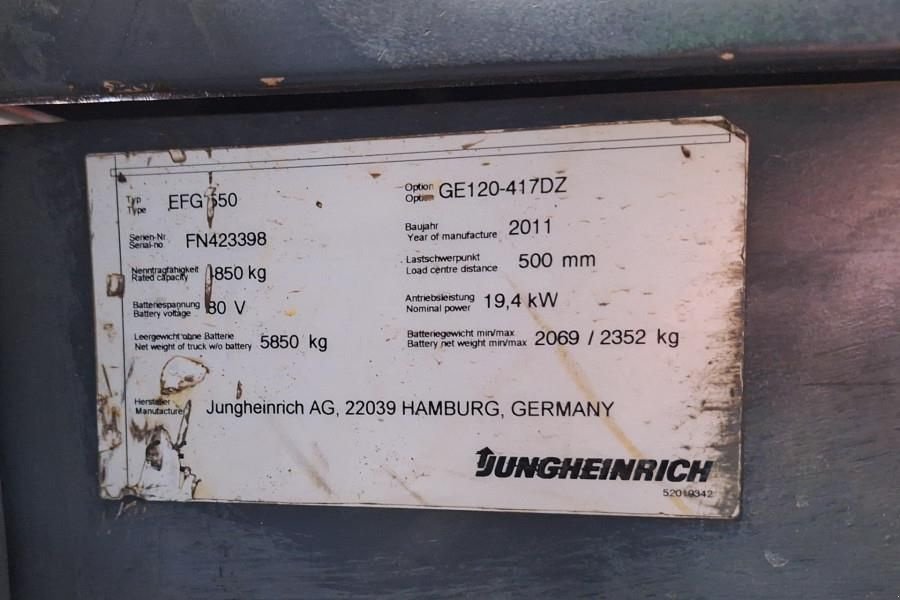 Typ
Type
EFG 550
Option
Option
GE120-417DZ
Serien-Nr.
Serial-no.
FN423398
Baujahr
Year of manufacture
2011
Nenntragfähigkeit
Rated capacity
kg
Lastschwerpunkt
Load centre distance
500 mm
Batteriespannung
Battery voltage
80 V
Antriebsleistung
Nominal power
19,4 kW
Leergewicht ohne Batterie
Net weight of truck w/o battery
5850 kg
Batteriegewicht min/max
Battery net weight min/max
2069 / 2352 kg
Hersteller
Manufacture
Jungheinrich AG, 22039 HAMBURG, GERMANY
JUNGHEINRICH
52019342